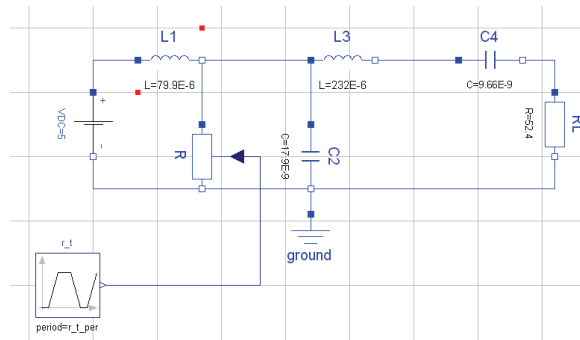 L1
L3
C4
L=79.9E-6
L=232E-6
C=9.66E-9
VDC=5
+
-
R
C=17.9E-9
C2
R=52.4
RL
ground
r_t
period=r_t_per